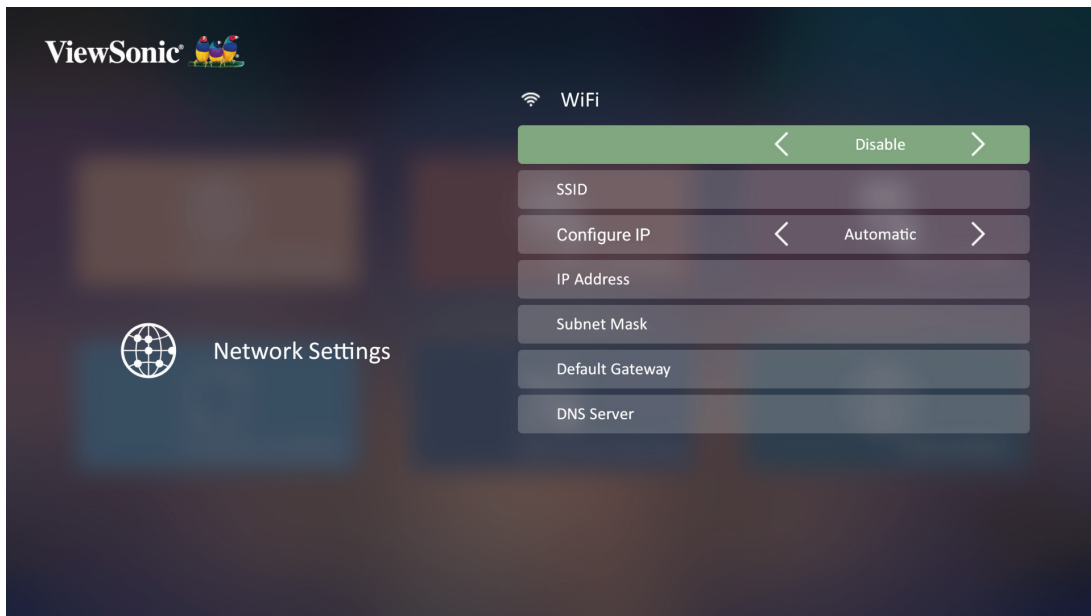 ViewSonic®
WiFi
Disable
SSID
Configure IP Automatic
IP Address
Subnet Mask
Network Settings
Default Gateway
DNS Server